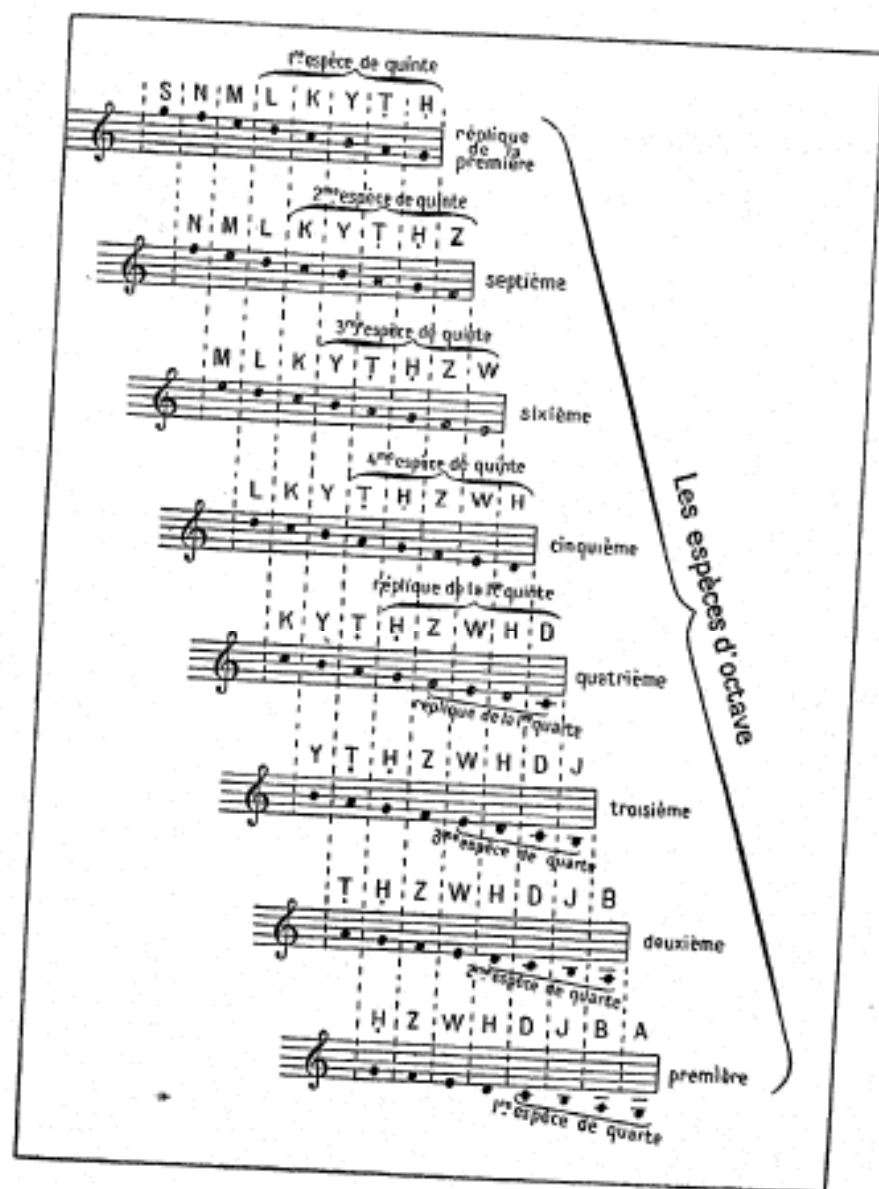 1re espèce de quinte
S N M L K Y Ṭ Ḥ
réplique
de la
première
2me espèce de quinte
N M L K Y Ṭ Ḥ Z
septième
3me espèce de quinte
M L K Y Ṭ Ḥ Z W
sixième
4me espèce de quinte
L K Y Ṭ Ḥ Z W H
cinquième
réplique de la 1re quinte
K Y Ṭ Ḥ Z W H D
quatrième
réplique de la 1re quarte
Y Ṭ Ḥ Z W H D J
troisième
3me espèce de quarte
Ṭ Ḥ Z W H D J B
deuxième
2me espèce de quarte
Ḥ Z W H D J B A
première
1re espèce de quarte
Les espèces d'octave